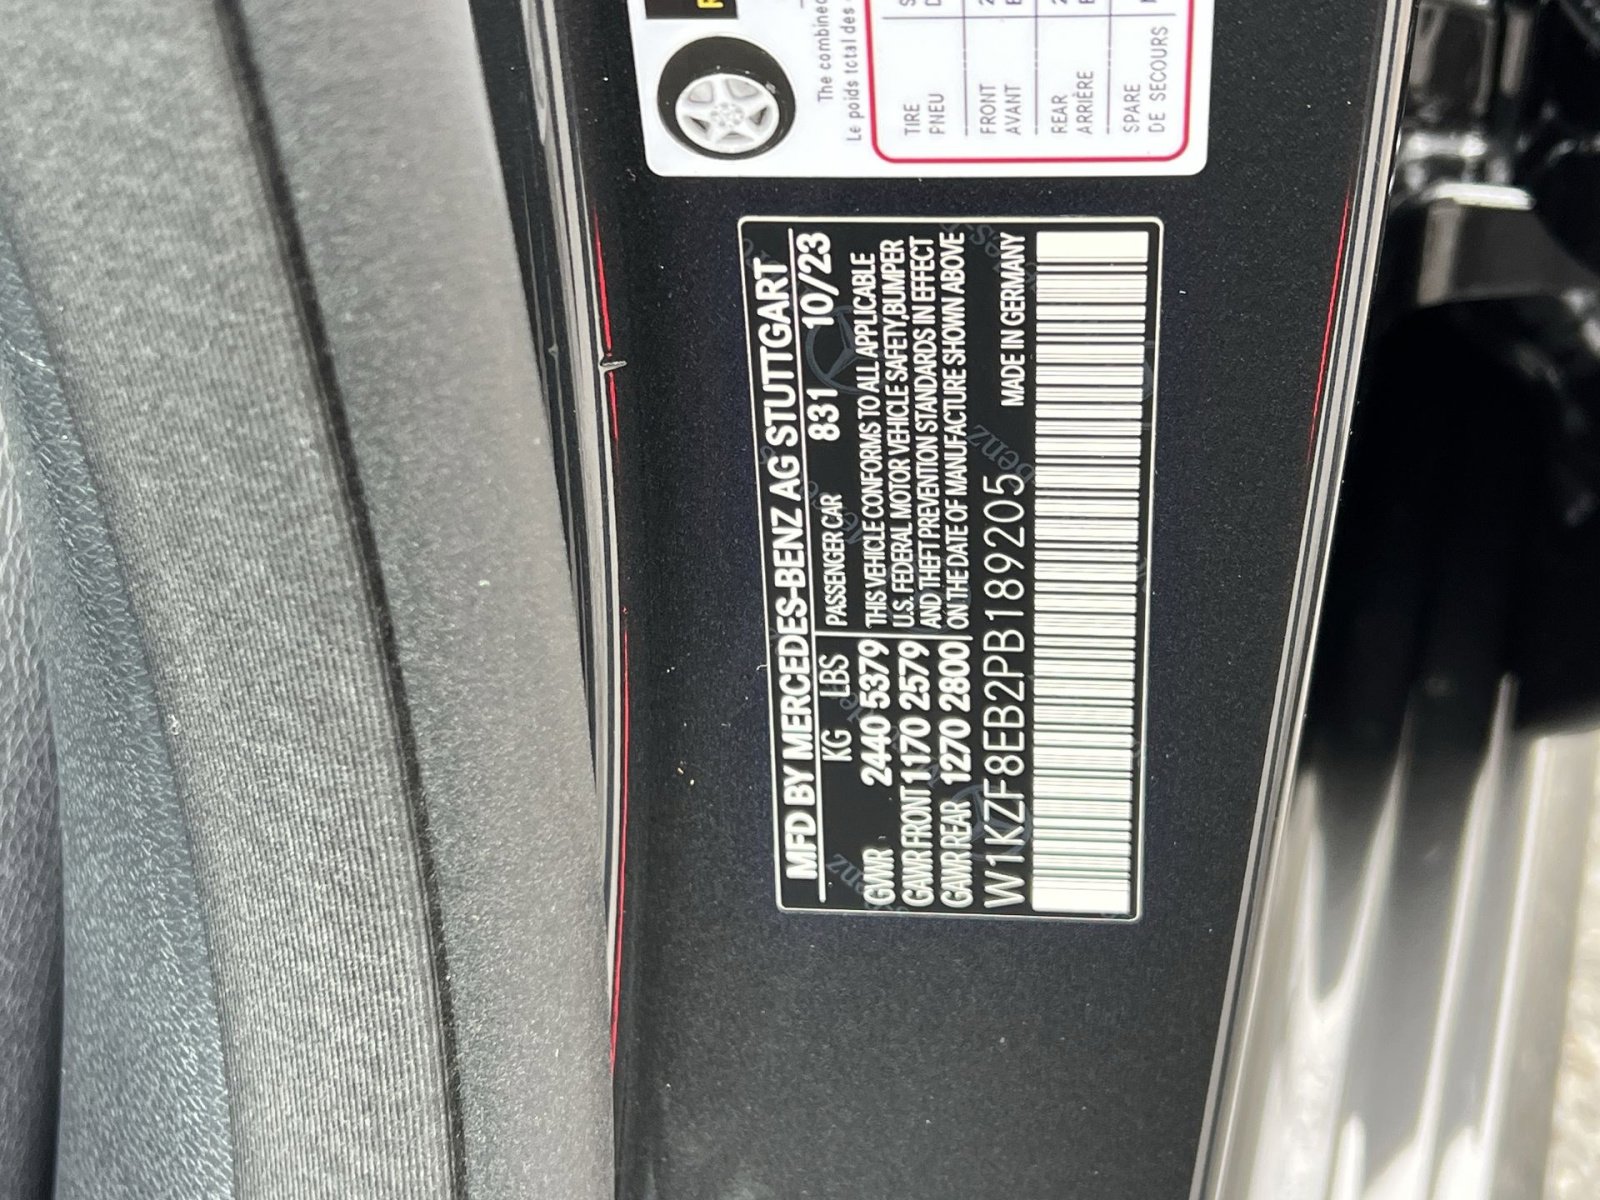 MFD BY MERCEDES-BENZ AG STUTTGART
KG LBS PASSENGER CAR 831 10/23
GVWR 2440 5379 THIS VEHICLE CONFORMS TO ALL APPLICABLE
GAWR FRONT 1170 2579 U.S. FEDERAL MOTOR VEHICLE SAFETY,BUMPER
GAWR REAR 1270 2800 AND THEFT PREVENTION STANDARDS IN EFFECT
ON THE DATE OF MANUFACTURE SHOWN ABOVE
W1KZF8EB2PB189205 MADE IN GERMANY
The combined
Le poids total des
TIRE
PNEU
FRONT
AVANT
REAR
ARRIÈRE
SPARE
DE SECOURS